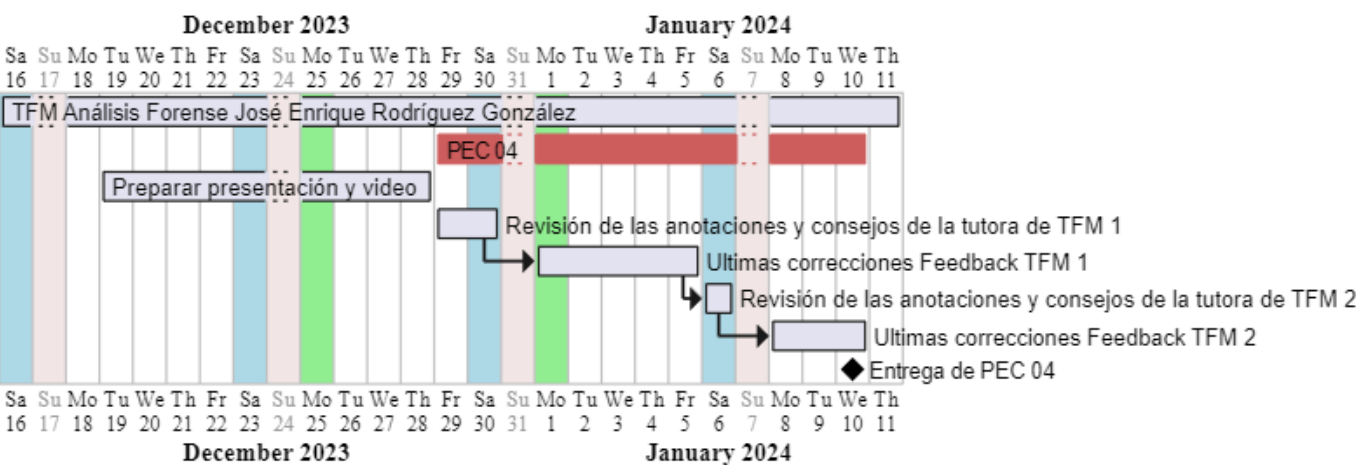 December 2023 January 2024
Sa Su Mo Tu We Th Fr Sa Su Mo Tu We Th Fr Sa Su Mo Tu We Th Fr Sa Su Mo Tu We Th
16 17 18 19 20 21 22 23 24 25 26 27 28 29 30 31 1 2 3 4 5 6 7 8 9 10 11
TFM Análisis Forense José Enrique Rodríguez González
PEC 04
Preparar presentación y video
Revisión de las anotaciones y consejos de la tutora de TFM 1
Ultimas correcciones Feedback TFM 1
Revisión de las anotaciones y consejos de la tutora de TFM 2
Ultimas correcciones Feedback TFM 2
Entrega de PEC 04
Sa Su Mo Tu We Th Fr Sa Su Mo Tu We Th Fr Sa Su Mo Tu We Th Fr Sa Su Mo Tu We Th
16 17 18 19 20 21 22 23 24 25 26 27 28 29 30 31 1 2 3 4 5 6 7 8 9 10 11
December 2023 January 2024